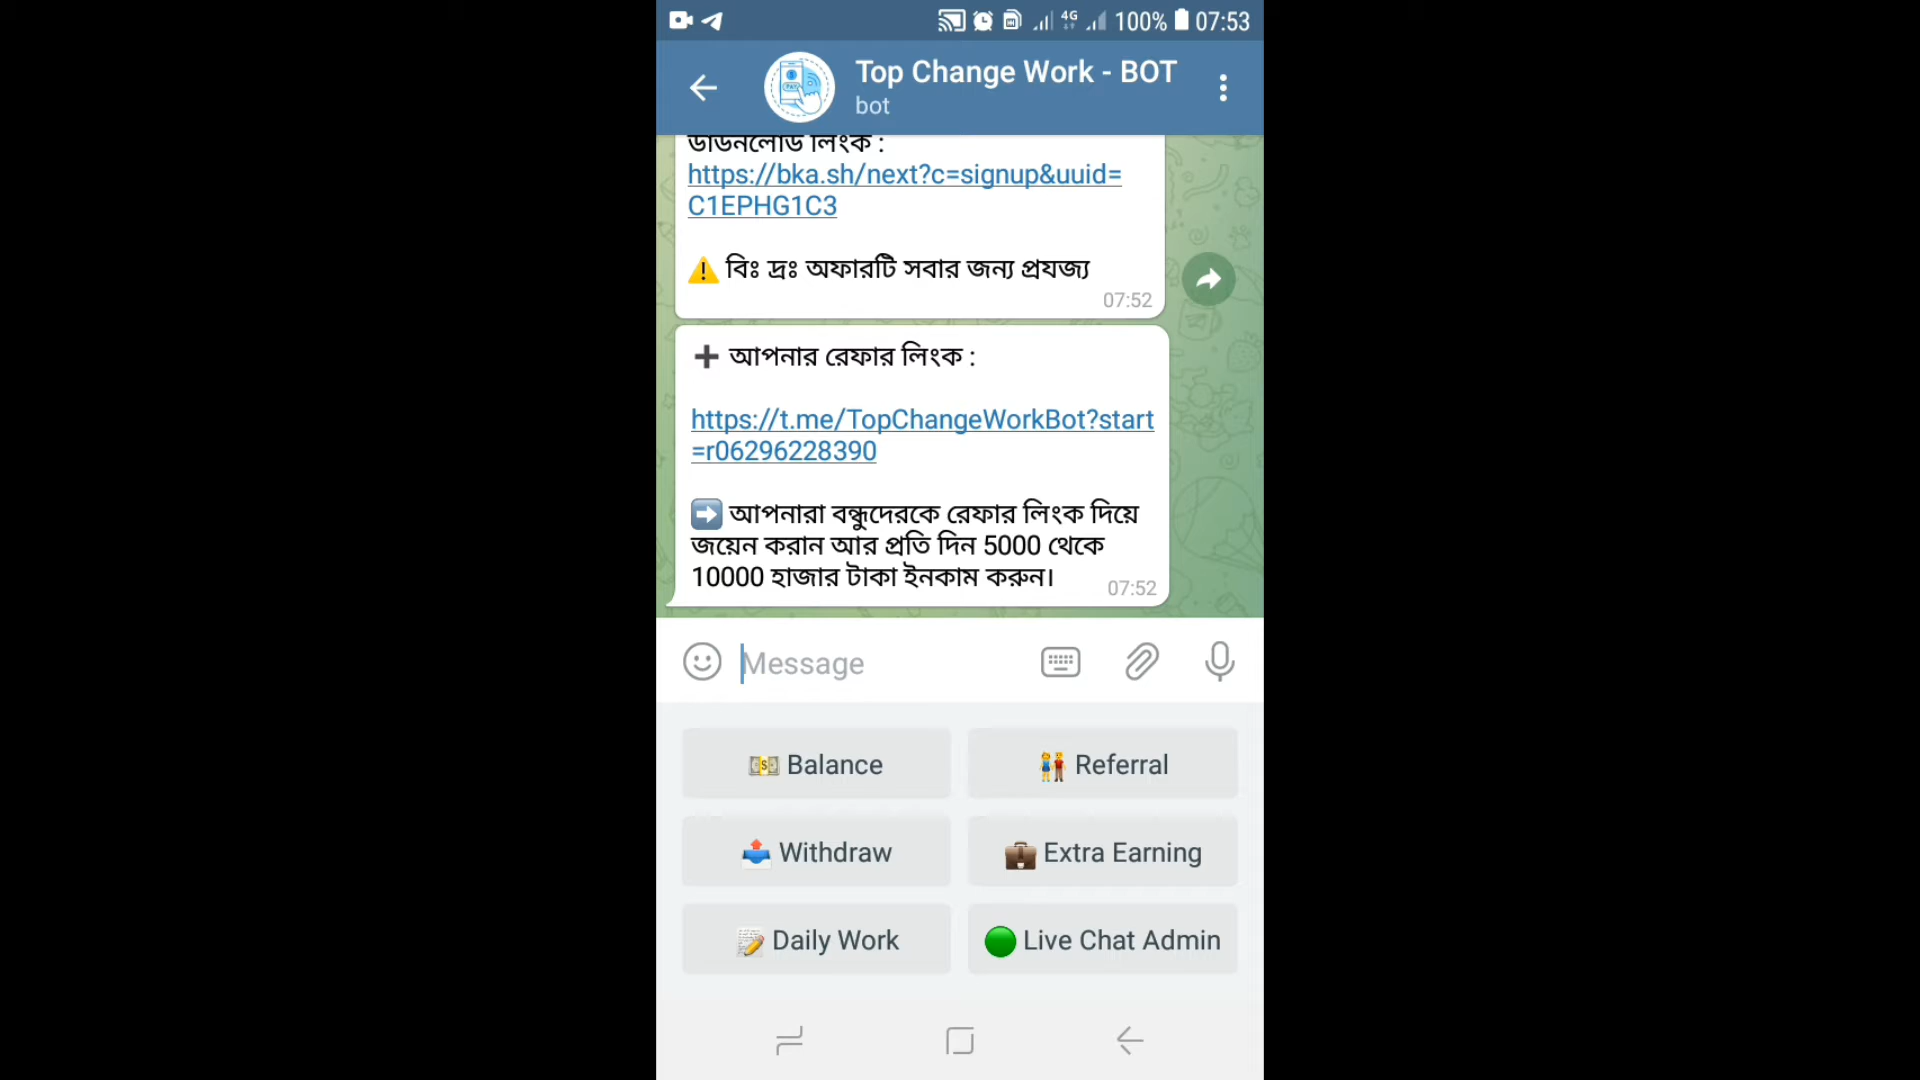 4G 100% 07:53
Top Change Work - BOT
bot
ডাউনলোড লিংক :
https://bka.sh/next?c=signup&uuid=
C1EPHG1C3
⚠️ বিঃ দ্রঃ অফারটি সবার জন্য প্রযজ্য
07:52
➕ আপনার রেফার লিংক :
https://t.me/TopChangeWorkBot?start
=r06296228390
➡️ আপনারা বন্ধুদেরকে রেফার লিংক দিয়ে
জয়েন করান আর প্রতি দিন 5000 থেকে
10000 হাজার টাকা ইনকাম করুন।
07:52
Message
Balance
Referral
Withdraw
Extra Earning
Daily Work
Live Chat Admin